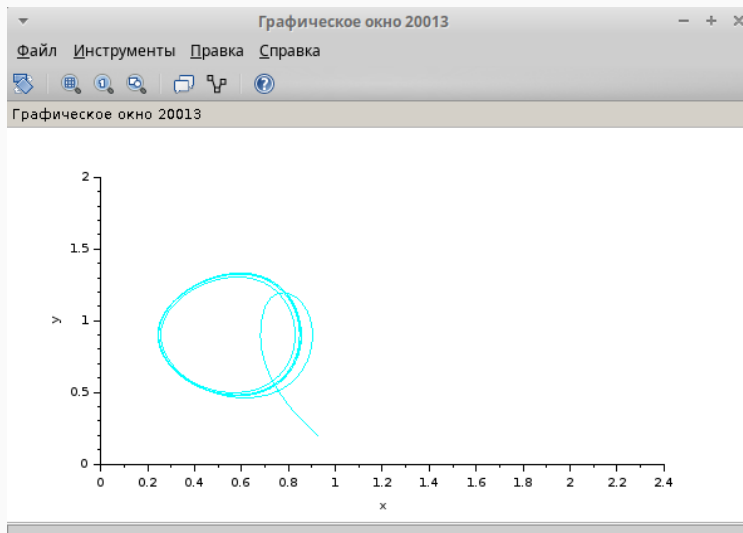 Графическое окно 20013
Файл Инструменты Правка Справка
Графическое окно 20013
2
1.5
1
0.5
0
y
0 0.2 0.4 0.6 0.8 1 1.2 1.4 1.6 1.8 2 2.2 2.4
x